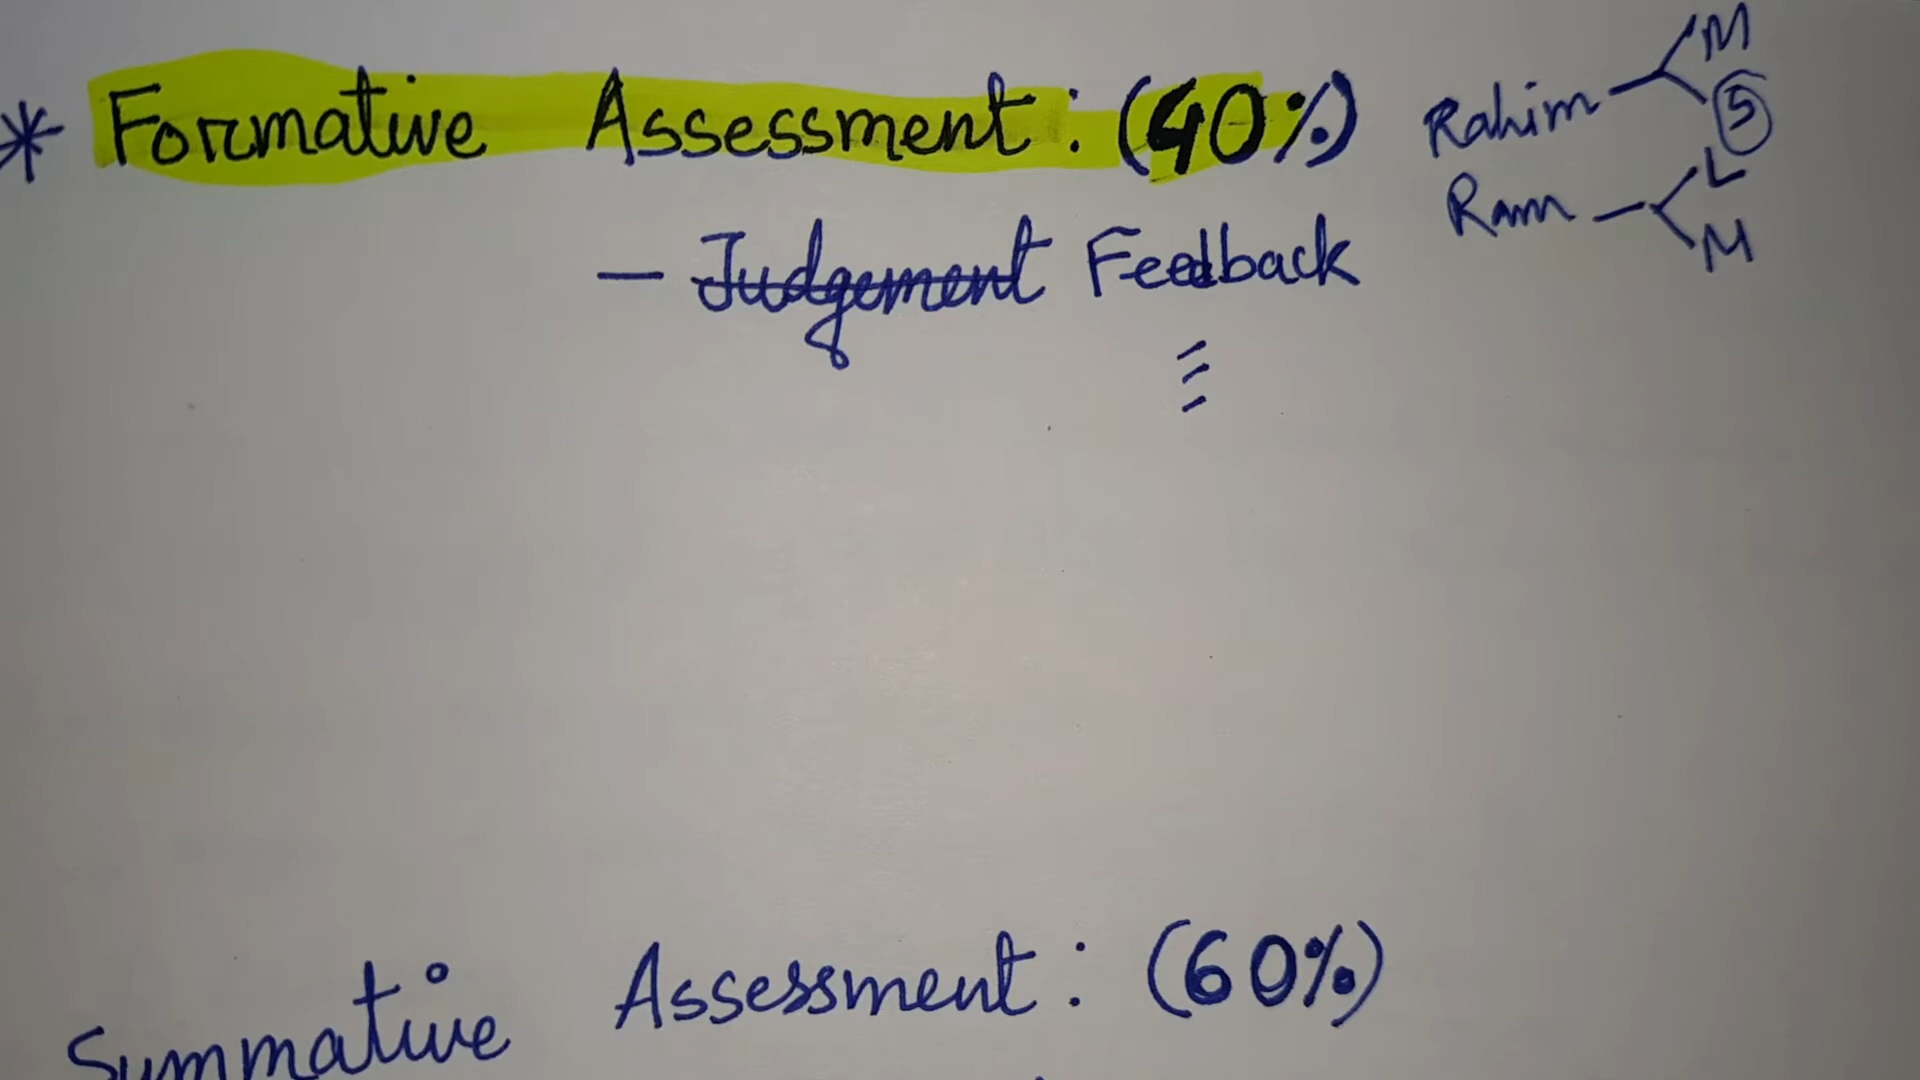 * Formative Assessment : (40%)
Rahim M
5
Ram L
M
— Judgement Feedback
Summative Assessment : (60%)